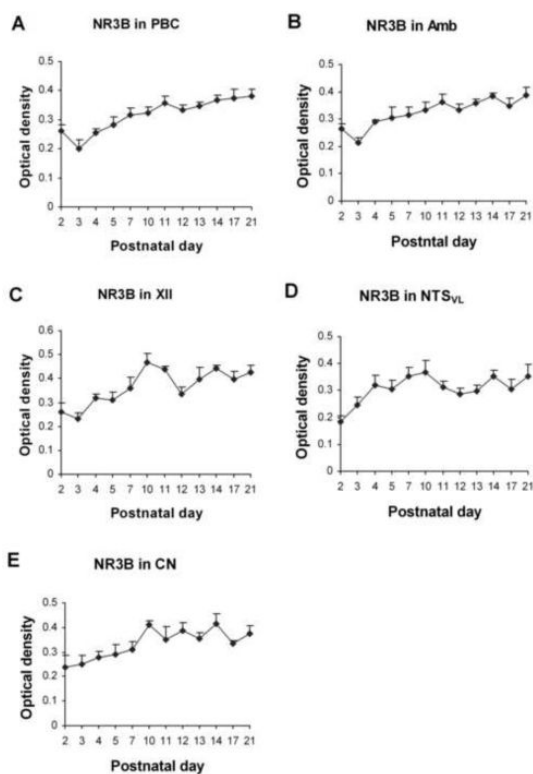 A
NR3B in PBC
Optical density
0.5
0.4
0.3
0.2
0.1
0
2 3 4 5 7 10 11 12 13 14 17 21
Postnatal day
B
NR3B in Amb
Optical density
0.5
0.4
0.3
0.2
0.1
0
2 3 4 5 7 10 11 12 13 14 17 21
Postnatal day
C
NR3B in XII
Optical density
0.6
0.5
0.4
0.3
0.2
0.1
0
2 3 4 5 7 10 11 12 13 14 17 21
Postnatal day
D
NR3B in NTSVL
Optical density
0.5
0.4
0.3
0.2
0.1
0
2 3 4 5 7 10 11 12 13 14 17 21
Postnatal day
E
NR3B in CN
Optical density
0.5
0.4
0.3
0.2
0.1
0
2 3 4 5 7 10 11 12 13 14 17 21
Postnatal day